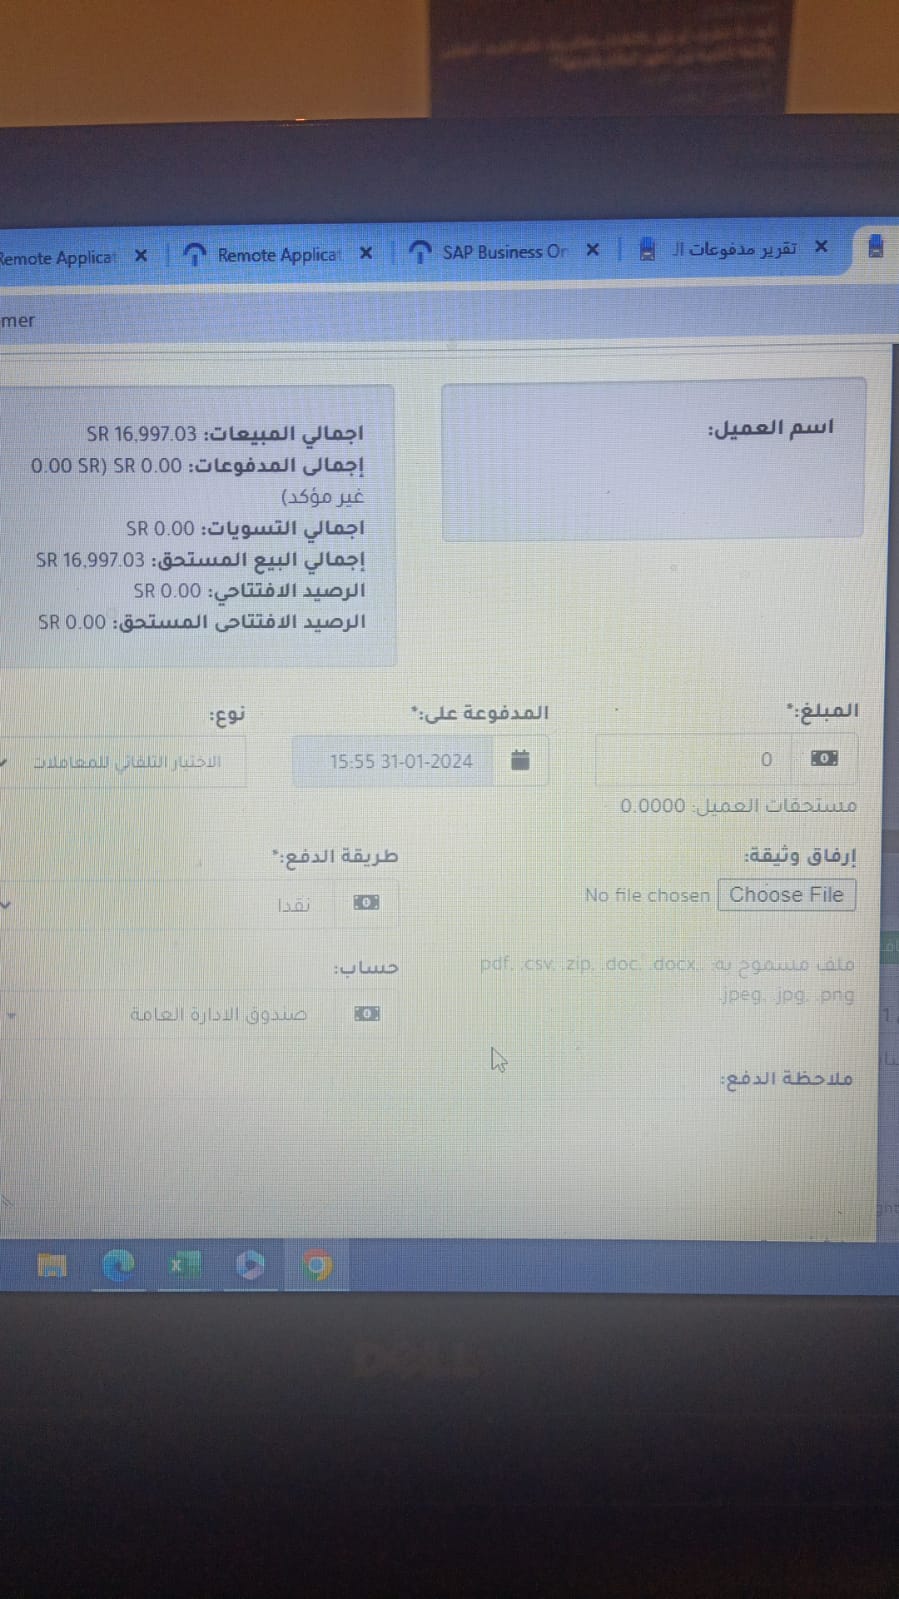 Remote Applicat
Remote Applicat
SAP Business On
تقرير مدفوعات ال
mer
اسم العميل:
اجمالي المبيعات: SR 16,997.03
إجمالي المدفوعات: SR 0.00 (SR 0.00
غير مؤكد)
اجمالي التسويات: SR 0.00
إجمالي البيع المستحق: SR 16,997.03
الرصيد الافتتاحي: SR 0.00
الرصيد الافتتاحي المستحق: SR 0.00
المبلغ:*
المدفوعة على:*
نوع:
0
15:55 31-01-2024
الاختيار التلقائي للمعاملات
مستحقات العميل: 0.0000
إرفاق وثيقة:
طريقة الدفع:*
Choose File No file chosen
نقدا
حساب:
ملف مسموح به: .pdf, .csv, .zip, .doc, .docx,
.jpeg, .jpg, .png
صندوق الادارة العامة
ملاحظة الدفع:
DELL